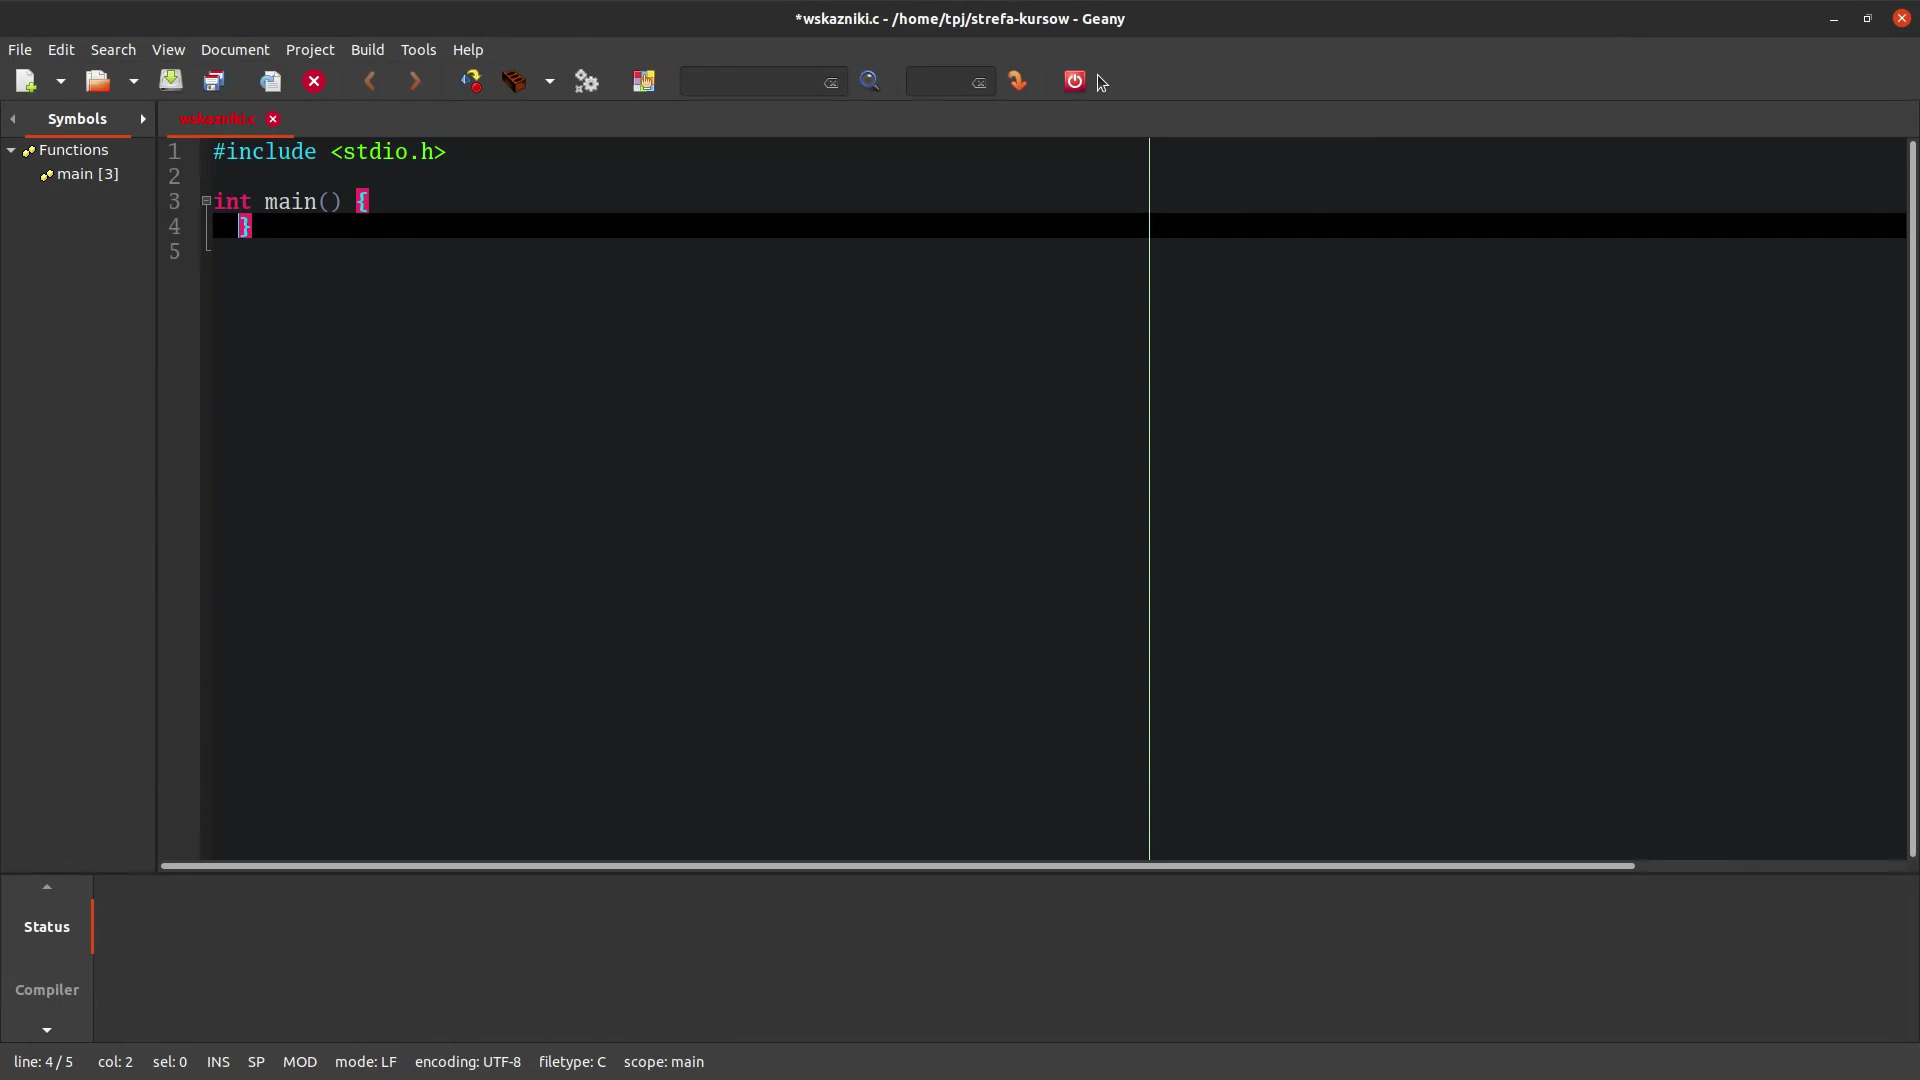 *wskazniki.c - /home/tpj/strefa-kursow - Geany
File Edit Search View Document Project Build Tools Help
Symbols
wskazniki.c
Functions
main [3]
1 #include <stdio.h>
2
3 int main() {
4 }
5
Status
Compiler
line: 4 / 5 col: 2 sel: 0 INS SP MOD mode: LF encoding: UTF-8 filetype: C scope: main